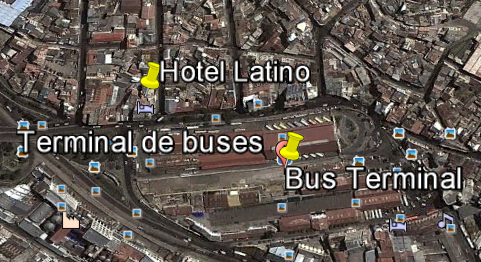 Hotel Latino
Terminal de buses
Bus Terminal